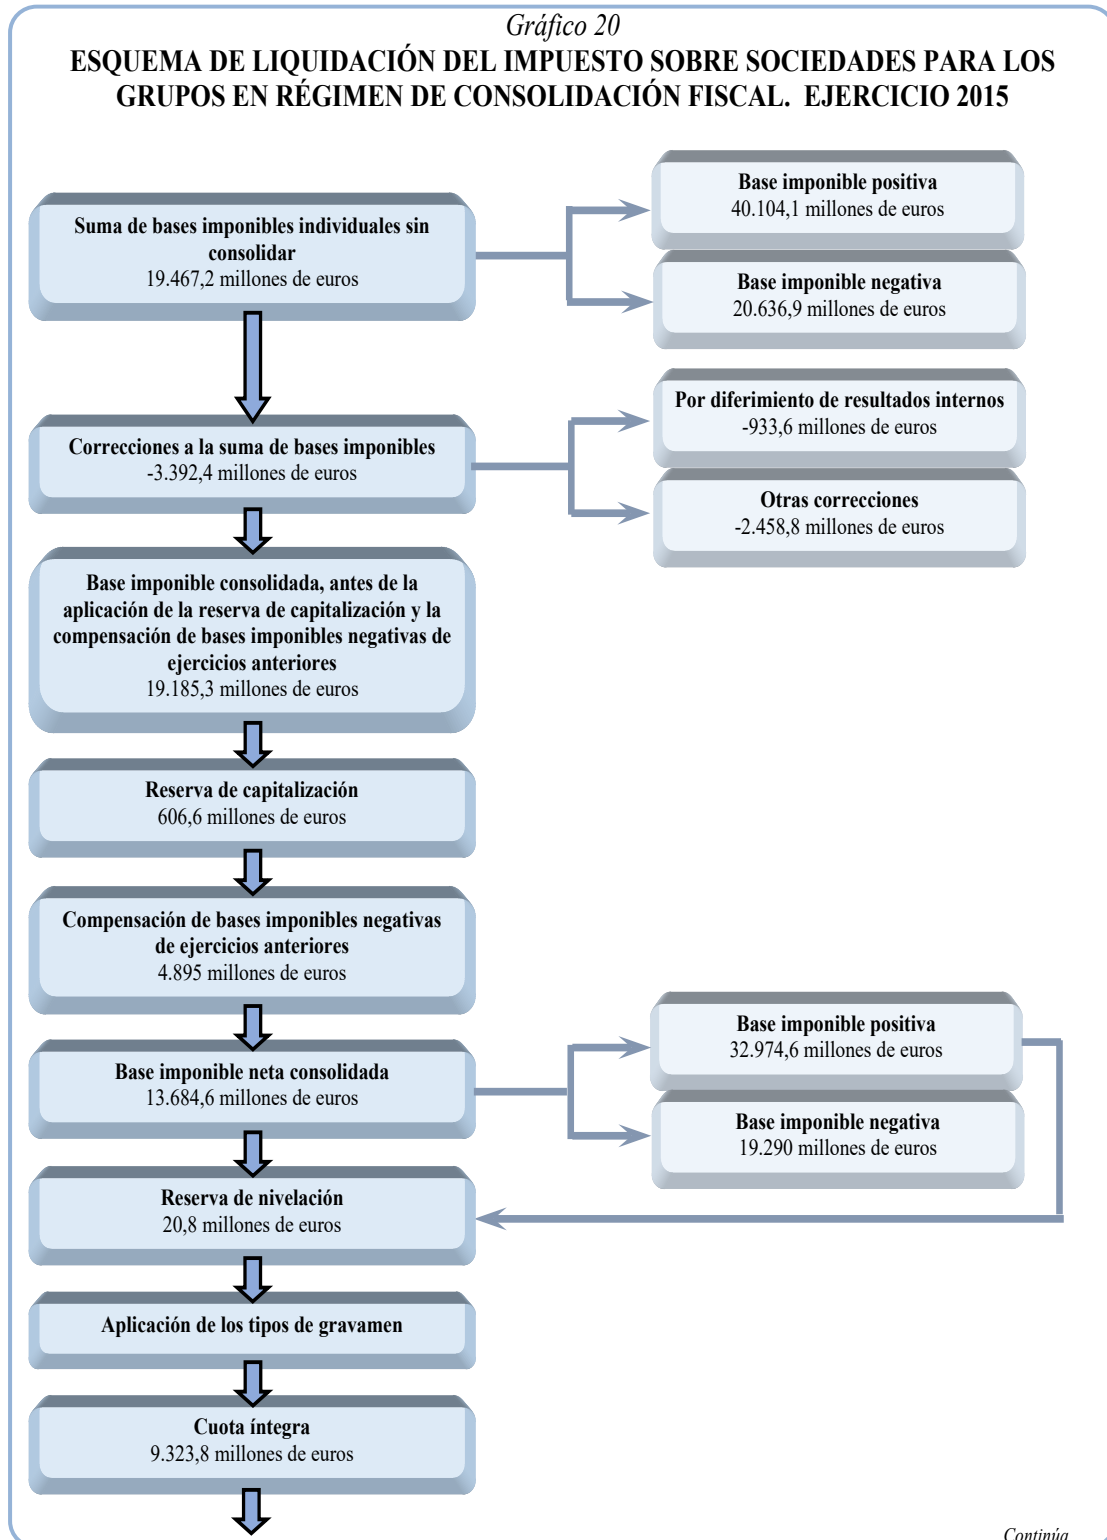 Gráfico 20
ESQUEMA DE LIQUIDACIÓN DEL IMPUESTO SOBRE SOCIEDADES PARA LOS
GRUPOS EN RÉGIMEN DE CONSOLIDACIÓN FISCAL. EJERCICIO 2015
Suma de bases imponibles individuales sin
consolidar
19.467,2 millones de euros
Base imponible positiva
40.104,1 millones de euros
Base imponible negativa
20.636,9 millones de euros
Correcciones a la suma de bases imponibles
-3.392,4 millones de euros
Por diferimiento de resultados internos
-933,6 millones de euros
Otras correcciones
-2.458,8 millones de euros
Base imponible consolidada, antes de la
aplicación de la reserva de capitalización y la
compensación de bases imponibles negativas de
ejercicios anteriores
19.185,3 millones de euros
Reserva de capitalización
606,6 millones de euros
Compensación de bases imponibles negativas
de ejercicios anteriores
4.895 millones de euros
Base imponible neta consolidada
13.684,6 millones de euros
Base imponible positiva
32.974,6 millones de euros
Base imponible negativa
19.290 millones de euros
Reserva de nivelación
20,8 millones de euros
Aplicación de los tipos de gravamen
Cuota íntegra
9.323,8 millones de euros
Continúa